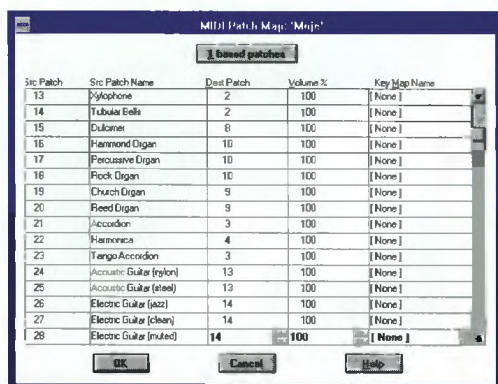 MIDI Patch Map: 'Moje'
1 based patches
Src Patch Src Patch Name Dest Patch Volume % Key Map Name
13 Xylophone 2 100 [ None ]
14 Tubular Bells 2 100 [ None ]
15 Dulcimer 8 100 [ None ]
16 Hammond Organ 10 100 [ None ]
17 Percussive Organ 10 100 [ None ]
18 Rock Organ 10 100 [ None ]
19 Church Organ 9 100 [ None ]
20 Reed Organ 9 100 [ None ]
21 Accordion 3 100 [ None ]
22 Harmonica 4 100 [ None ]
23 Tango Accordion 3 100 [ None ]
24 Acoustic Guitar (nylon) 13 100 [ None ]
25 Acoustic Guitar (steel) 13 100 [ None ]
26 Electric Guitar (jazz) 14 100 [ None ]
27 Electric Guitar (clean) 14 100 [ None ]
28 Electric Guitar (muted) 14 100 [ None ]
OK Cancel Help